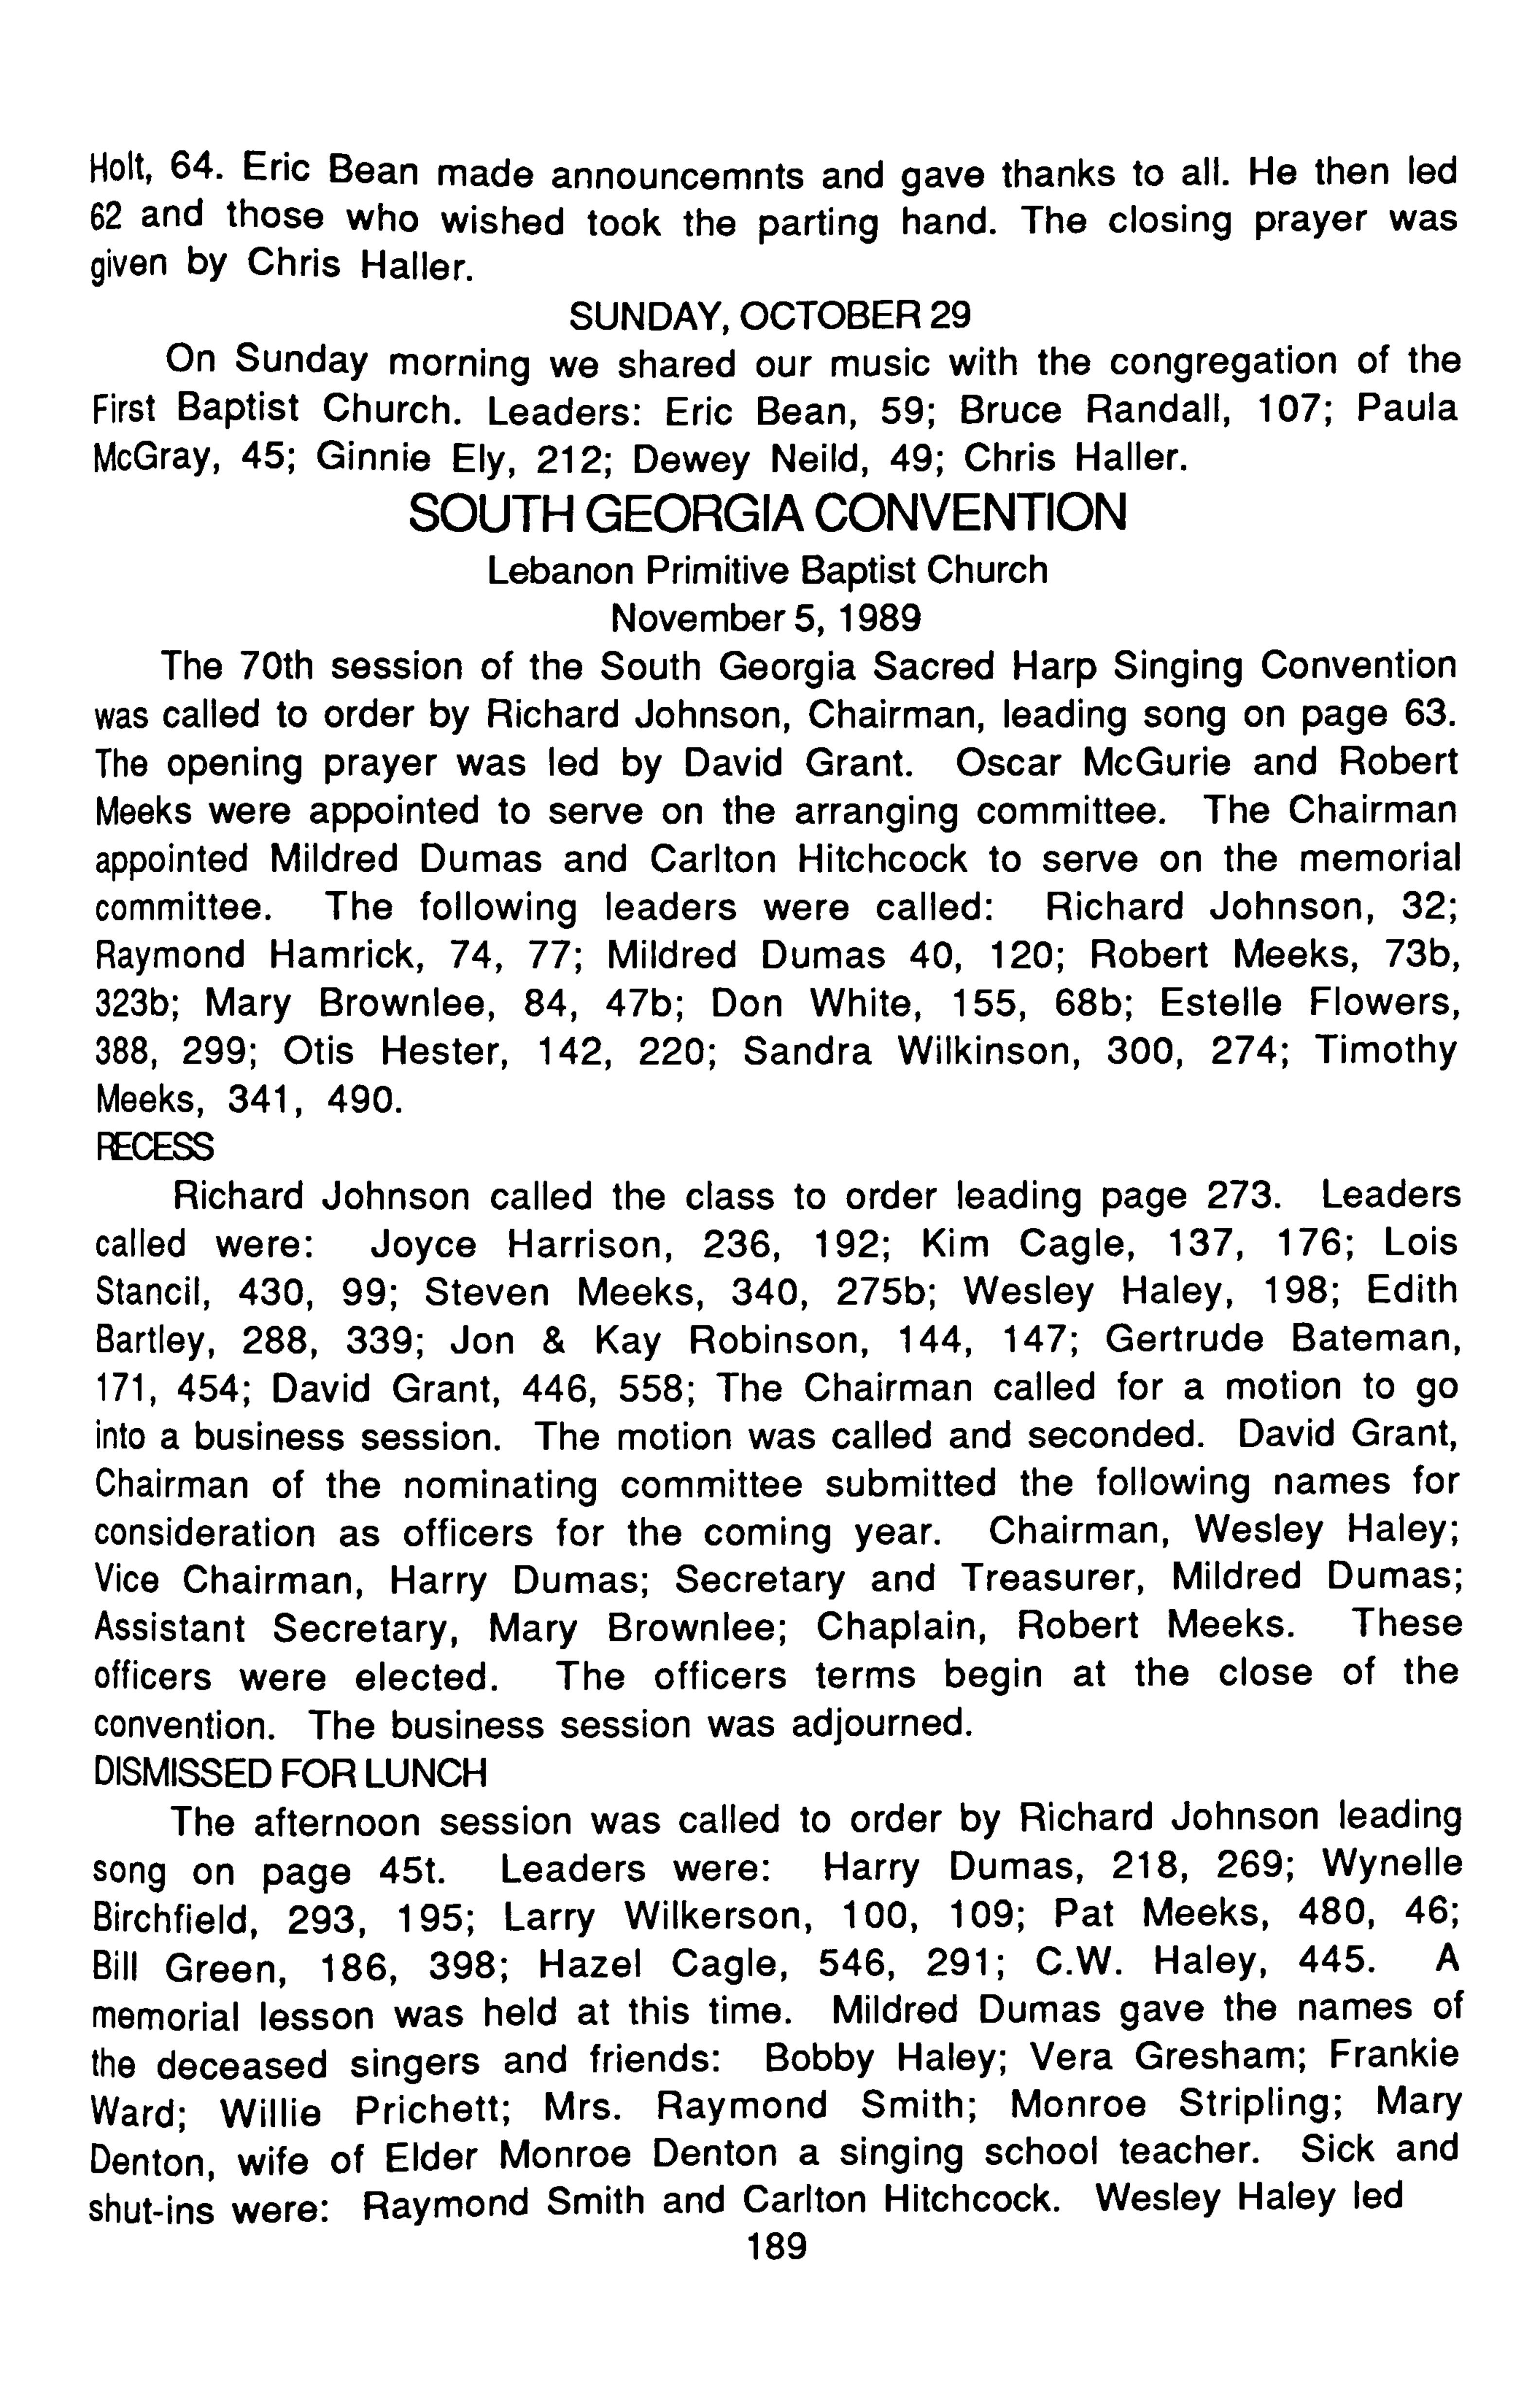 Holt, 64. Eric Bean made announcemnts and gave thanks to all. He then led
62 and those who wished took the parting hand. The closing prayer was
given by Chris Haller.
SUNDAY, OCTOBER 29
On Sunday morning we shared our music with the congregation of the
First Baptist Church. Leaders: Eric Bean, 59; Bruce Randall, 107; Paula
McGray, 45; Ginnie Ely, 212; Dewey Neild, 49; Chris Haller.
SOUTH GEORGIA CONVENTION
Lebanon Primitive Baptist Church
November 5, 1989
The 70th session of the South Georgia Sacred Harp Singing Convention
was called to order by Richard Johnson, Chairman, leading song on page 63.
The opening prayer was led by David Grant. Oscar McGurie and Robert
Meeks were appointed to serve on the arranging committee. The Chairman
appointed Mildred Dumas and Carlton Hitchcock to serve on the memorial
committee. The following leaders were called: Richard Johnson, 32;
Raymond Hamrick, 74, 77; Mildred Dumas 40, 120; Robert Meeks, 73b,
323b; Mary Brownlee, 84, 47b; Don White, 155, 68b; Estelle Flowers,
388, 299; Otis Hester, 142, 220; Sandra Wilkinson, 300, 274; Timothy
Meeks, 341, 490.
RECESS
Richard Johnson called the class to order leading page 273. Leaders
called were: Joyce Harrison, 236, 192; Kim Cagle, 137, 176; Lois
Stancil, 430, 99; Steven Meeks, 340, 275b; Wesley Haley, 198; Edith
Bartley, 288, 339; Jon & Kay Robinson, 144, 147; Gertrude Bateman,
171, 454; David Grant, 446, 558; The Chairman called for a motion to go
into a business session. The motion was called and seconded. David Grant,
Chairman of the nominating committee submitted the following names for
consideration as officers for the coming year. Chairman, Wesley Haley;
Vice Chairman, Harry Dumas; Secretary and Treasurer, Mildred Dumas;
Assistant Secretary, Mary Brownlee; Chaplain, Robert Meeks. These
officers were elected. The officers terms begin at the close of the
convention. The business session was adjourned.
DISMISSED FOR LUNCH
The afternoon session was called to order by Richard Johnson leading
song on page 45t. Leaders were: Harry Dumas, 218, 269; Wynelle
Birchfield, 293, 195; Larry Wilkerson, 100, 109; Pat Meeks, 480, 46;
Bill Green, 186, 398; Hazel Cagle, 546, 291; C.W. Haley, 445. A
memorial lesson was held at this time. Mildred Dumas gave the names of
the deceased singers and friends: Bobby Haley; Vera Gresham; Frankie
Ward; Willie Prichett; Mrs. Raymond Smith; Monroe Stripling; Mary
Denton, wife of Elder Monroe Denton a singing school teacher. Sick and
shut-ins were: Raymond Smith and Carlton Hitchcock. Wesley Haley led
189